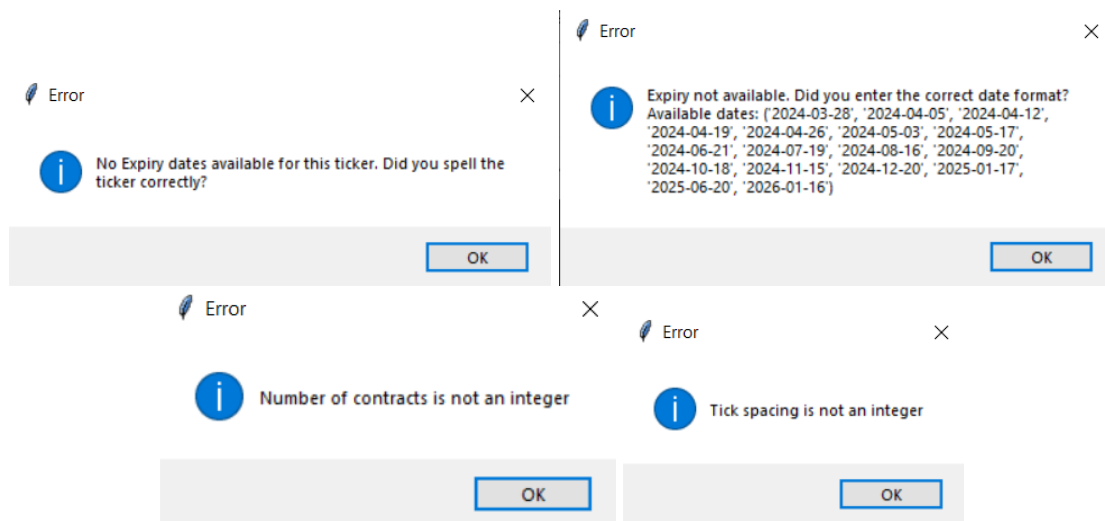 Error
No Expiry dates available for this ticker. Did you spell the
ticker correctly?
OK
Error
Expiry not available. Did you enter the correct date format?
Available dates: ('2024-03-28', '2024-04-05', '2024-04-12',
'2024-04-19', '2024-04-26', '2024-05-03', '2024-05-17',
'2024-06-21', '2024-07-19', '2024-08-16', '2024-09-20',
'2024-10-18', '2024-11-15', '2024-12-20', '2025-01-17',
'2025-06-20', '2026-01-16')
OK
Error
Number of contracts is not an integer
OK
Error
Tick spacing is not an integer
OK